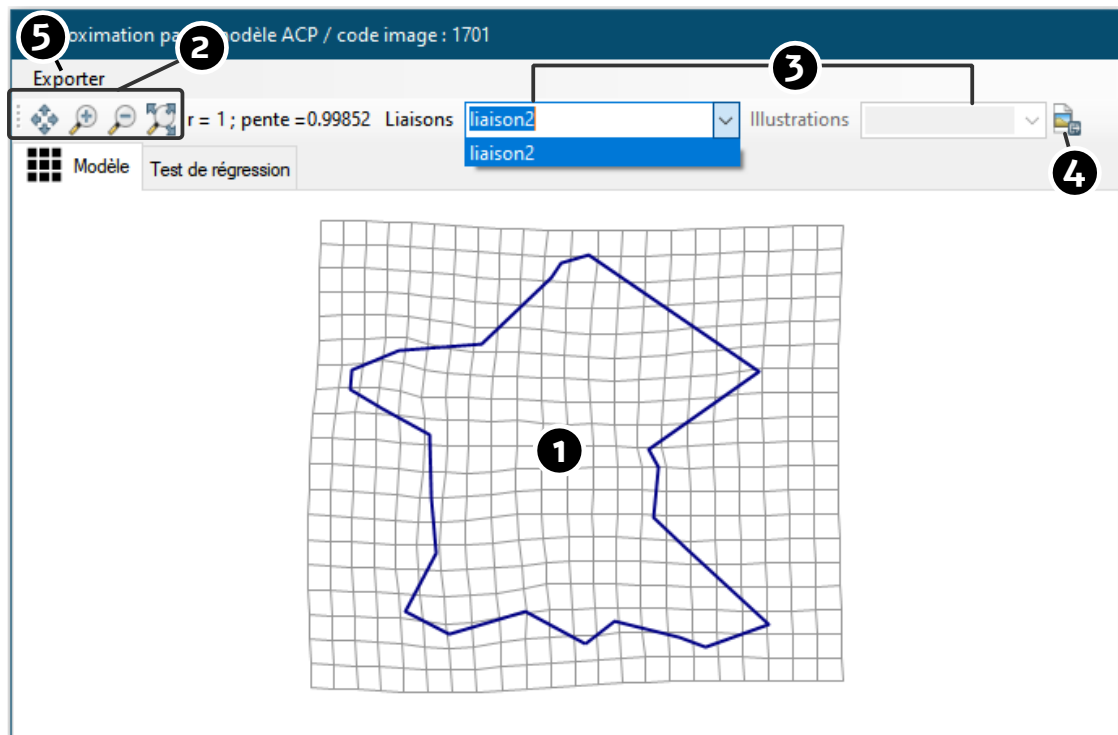 5
2
3
oximation pa modèle ACP / code image : 1701
Exporter
r = 1 ; pente =0.99852 Liaisons liaison2 Illustrations
liaison2
4
Modèle Test de régression
1